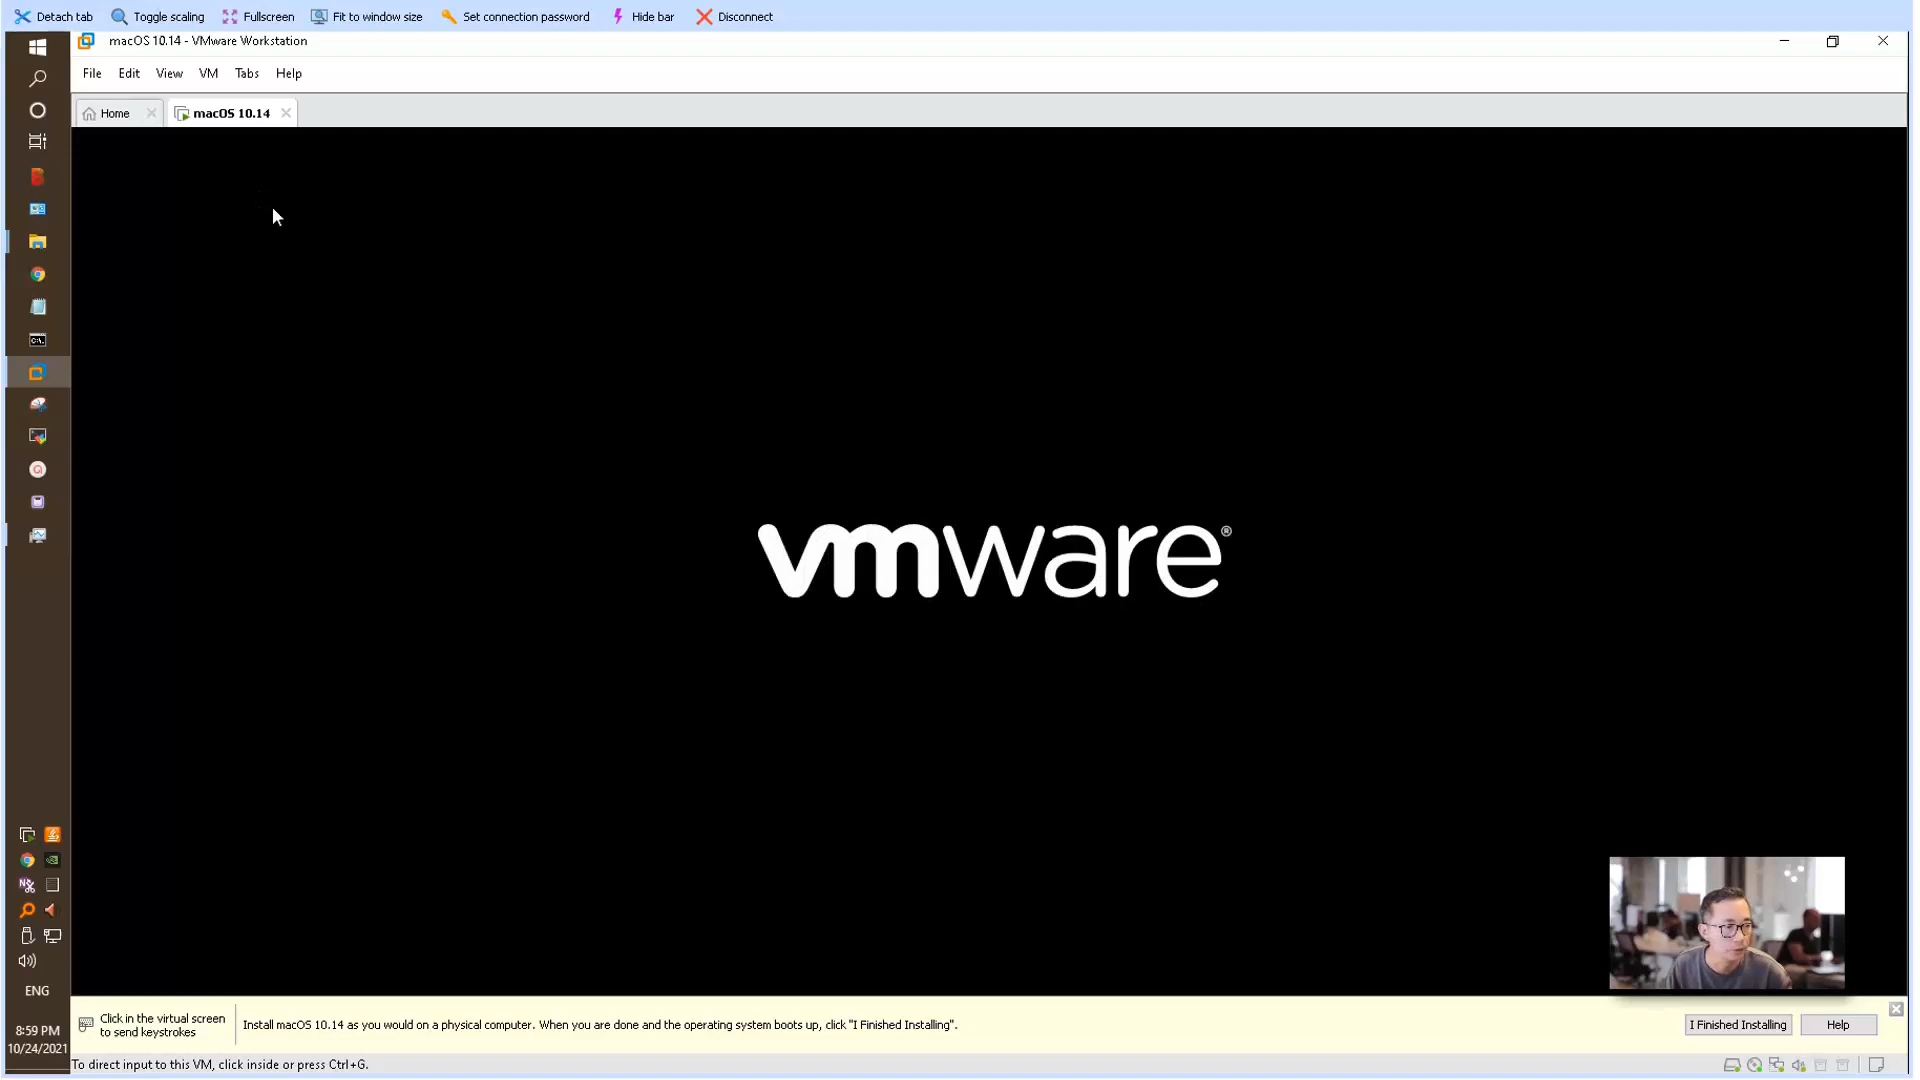 Detach tab Toggle scaling Fullscreen Fit to window size Set connection password Hide bar Disconnect
macOS 10.14 - VMware Workstation
File Edit View VM Tabs Help
Home macOS 10.14
vmware®
Click in the virtual screen
to send keystrokes
Install macOS 10.14 as you would on a physical computer. When you are done and the operating system boots up, click "I Finished Installing".
I Finished Installing Help
ENG
8:59 PM
10/24/2021
To direct input to this VM, click inside or press Ctrl+G.